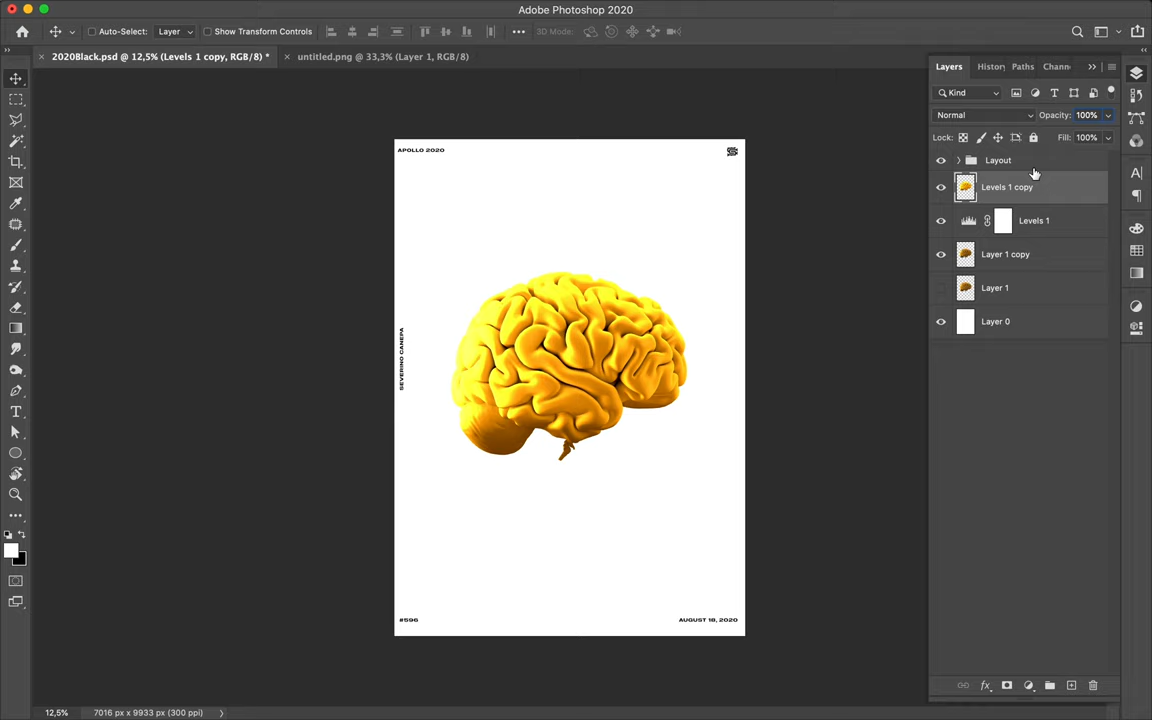 Adobe Photoshop 2020
Auto-Select: Layer Show Transform Controls 3D Mode:
2020Black.psd @ 12,5% (Levels 1 copy, RGB/8) * untitled.png @ 33,3% (Layer 1, RGB/8)
Layers History Paths Chann
Kind
Normal Opacity: 100%
Lock: Fill: 100%
Layout
Levels 1 copy
Levels 1
Layer 1 copy
Layer 1
Layer 0
APOLLO 2020
SEVERINO CANEPA
#596 AUGUST 18, 2020
12,5% 7016 px x 9933 px (300 ppi)